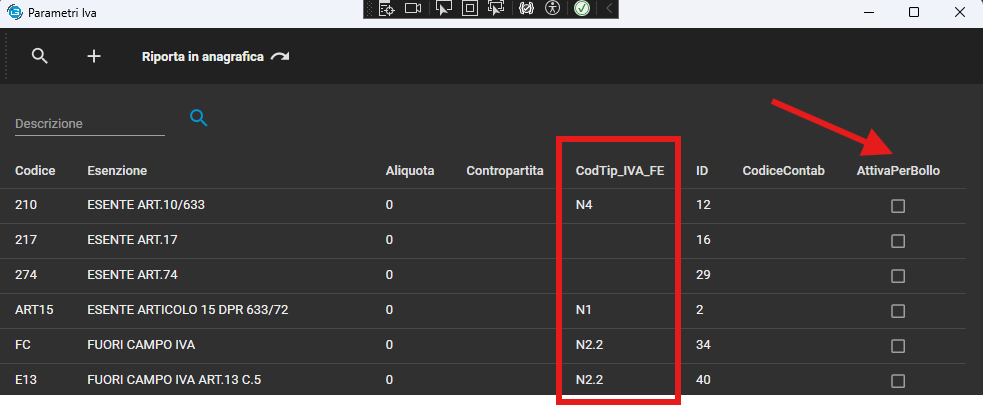 Parametri Iva
Riporta in anagrafica
Descrizione
Codice Esenzione Aliquota Contropartita CodTip_IVA_FE ID CodiceContab AttivaPerBollo
210 ESENTE ART.10/633 0 N4 12
217 ESENTE ART.17 0 16
274 ESENTE ART.74 0 29
ART15 ESENTE ARTICOLO 15 DPR 633/72 0 N1 2
FC FUORI CAMPO IVA 0 N2.2 34
E13 FUORI CAMPO IVA ART.13 C.5 0 N2.2 40